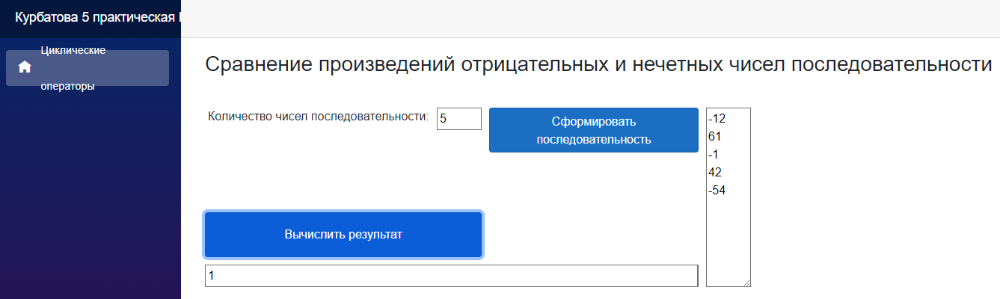 Курбатова 5 практическая
Циклические
операторы
Сравнение произведений отрицательных и нечетных чисел последовательности
Количество чисел последовательности:
5
Сформировать
последовательность
-12
61
-1
42
-54
Вычислить результат
1